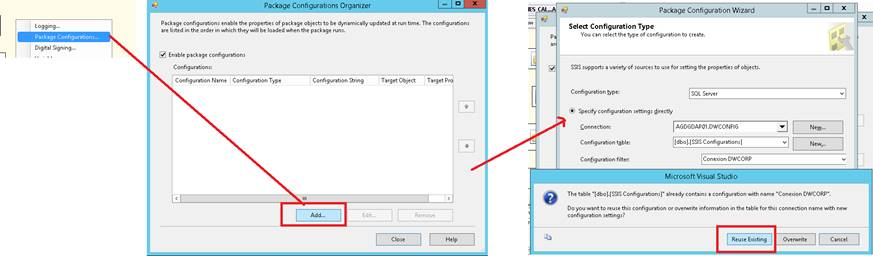 Logging...
Package Configurations...
Digital Signing...
Package Configurations Organizer
Package configurations enable the properties of package objects to be dynamically updated at run time. The configurations
are listed in the order in which they will be loaded when the package runs.
Enable package configurations
Configurations:
Configuration Name Configuration Type Configuration String Target Object Target Pro
Add... Edit... Remove
Close Help
Package Configuration Wizard
Select Configuration Type
You can select the type of configuration to create.
SSIS supports a variety of sources to use for setting the properties of objects.
Configuration type: SQL Server
Specify configuration settings directly
Connection: AGDGDAP01.DWCONFIG New...
Configuration table: [dbo].[SSIS Configurations] New...
Configuration filter: Conexion DWCORP
Microsoft Visual Studio
The table "[dbo].[SSIS Configurations]" already contains a configuration with name "Conexion DWCORP".
Do you want to reuse this configuration or overwrite information in the table for this connection name with new
configuration settings?
Reuse Existing Overwrite Cancel